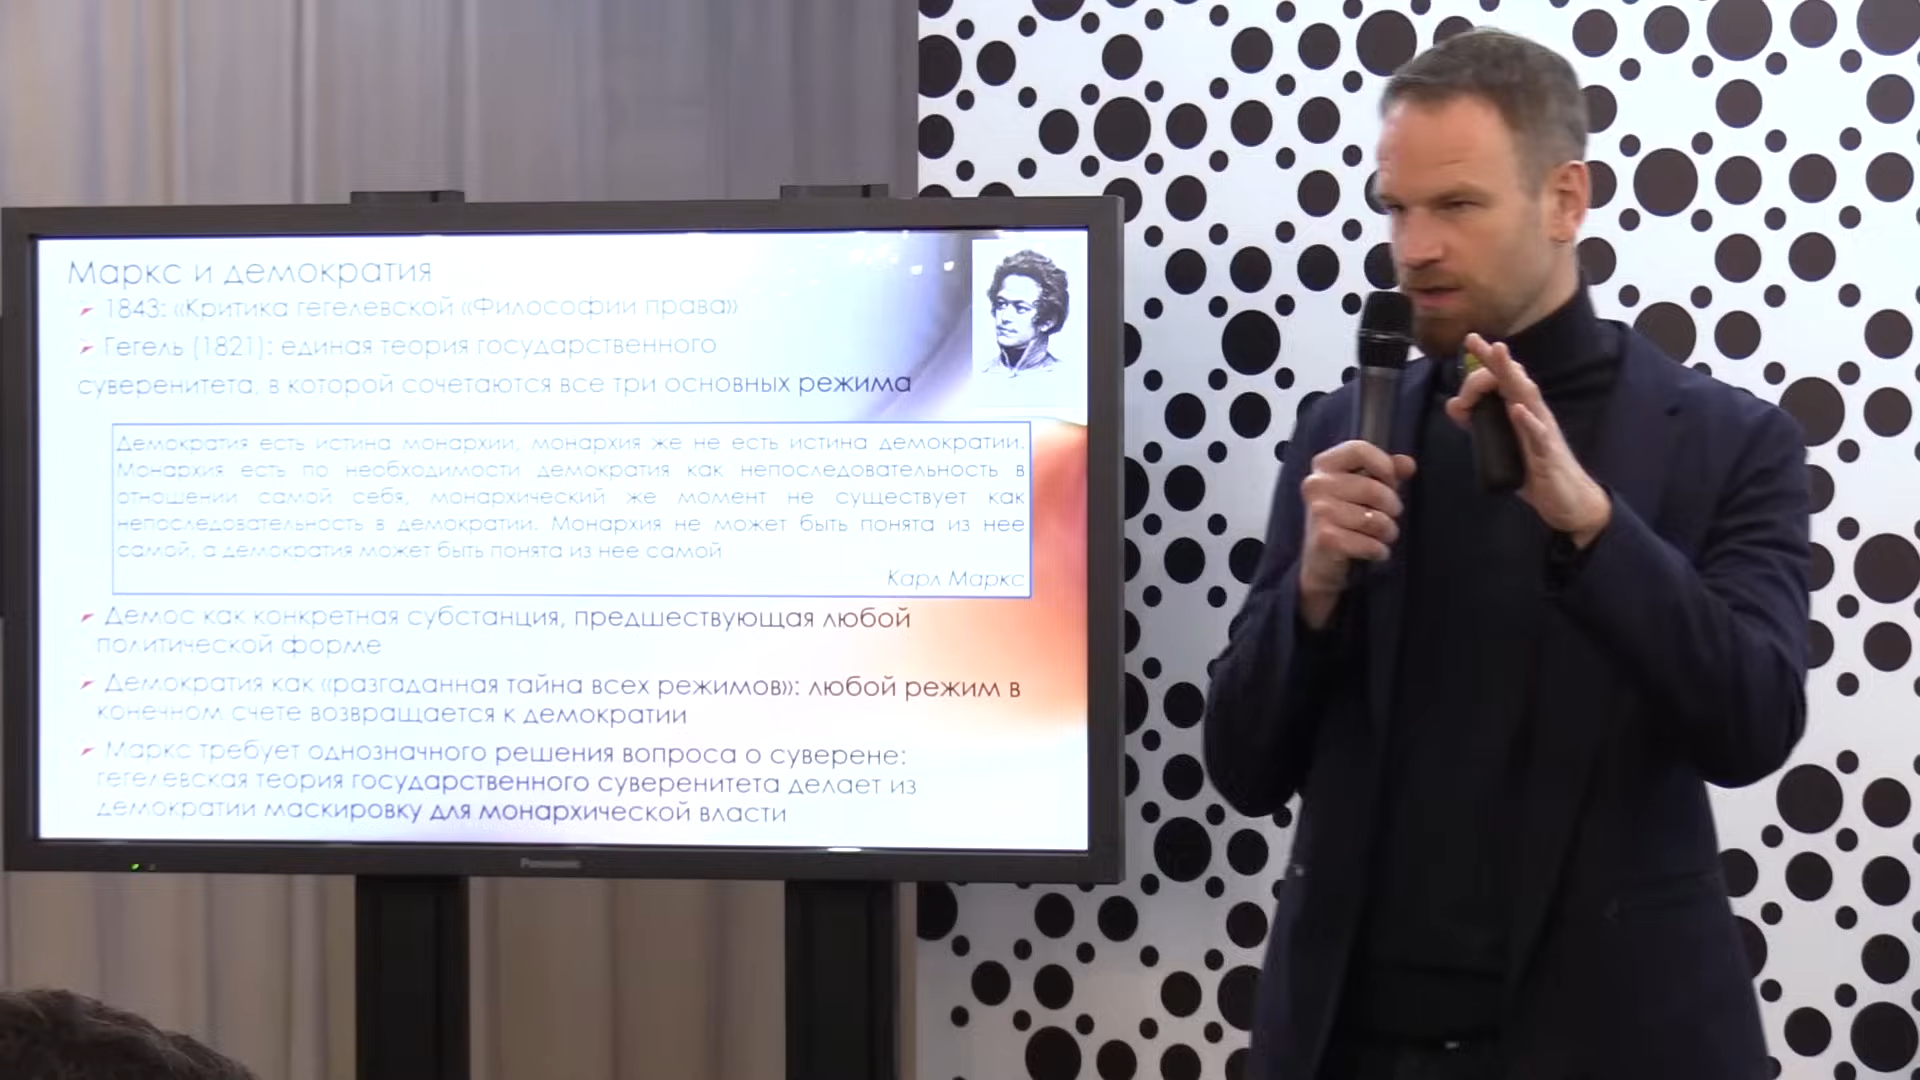 Маркс и демократия
1843: «Критика гегелевской «Философии права»
Гегель (1821): единая теория государственного
суверенитета, в которой сочетаются все три основных режима
Демократия есть истина монархии, монархия же не есть истина демократии.
Монархия есть по необходимости демократия как непоследовательность в
отношении самой себя, монархический же момент не существует как
непоследовательность в демократии. Монархия не может быть понята из нее
самой, а демократия может быть понята из нее самой
Карл Маркс
Демос как конкретная субстанция, предшествующая любой
политической форме
Демократия как «разгаданная тайна всех режимов»: любой режим в
конечном счете возвращается к демократии
Маркс требует однозначного решения вопроса о суверене:
гегелевская теория государственного суверенитета делает из
демократии маскировку для монархической власти
Panasonic